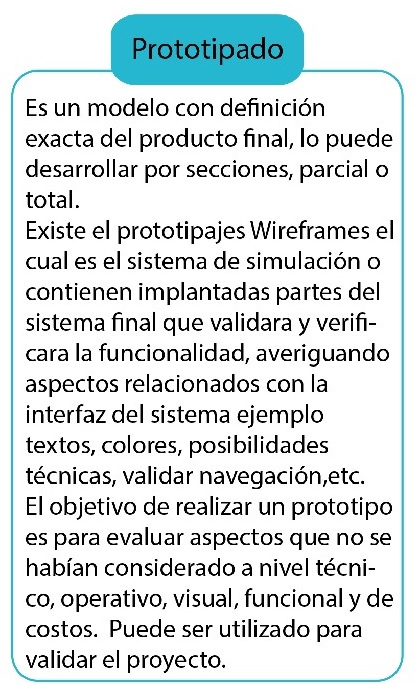 Prototipado
Es un modelo con definición
exacta del producto final, lo puede
desarrollar por secciones, parcial o
total.
Existe el prototipajes Wireframes el
cual es el sistema de simulación o
contienen implantadas partes del
sistema final que validara y verifi-
cara la funcionalidad, averiguando
aspectos relacionados con la
interfaz del sistema ejemplo
textos, colores, posibilidades
técnicas, validar navegación,etc.
El objetivo de realizar un prototipo
es para evaluar aspectos que no se
habían considerado a nivel técni-
co, operativo, visual, funcional y de
costos.  Puede ser utilizado para
validar el proyecto.